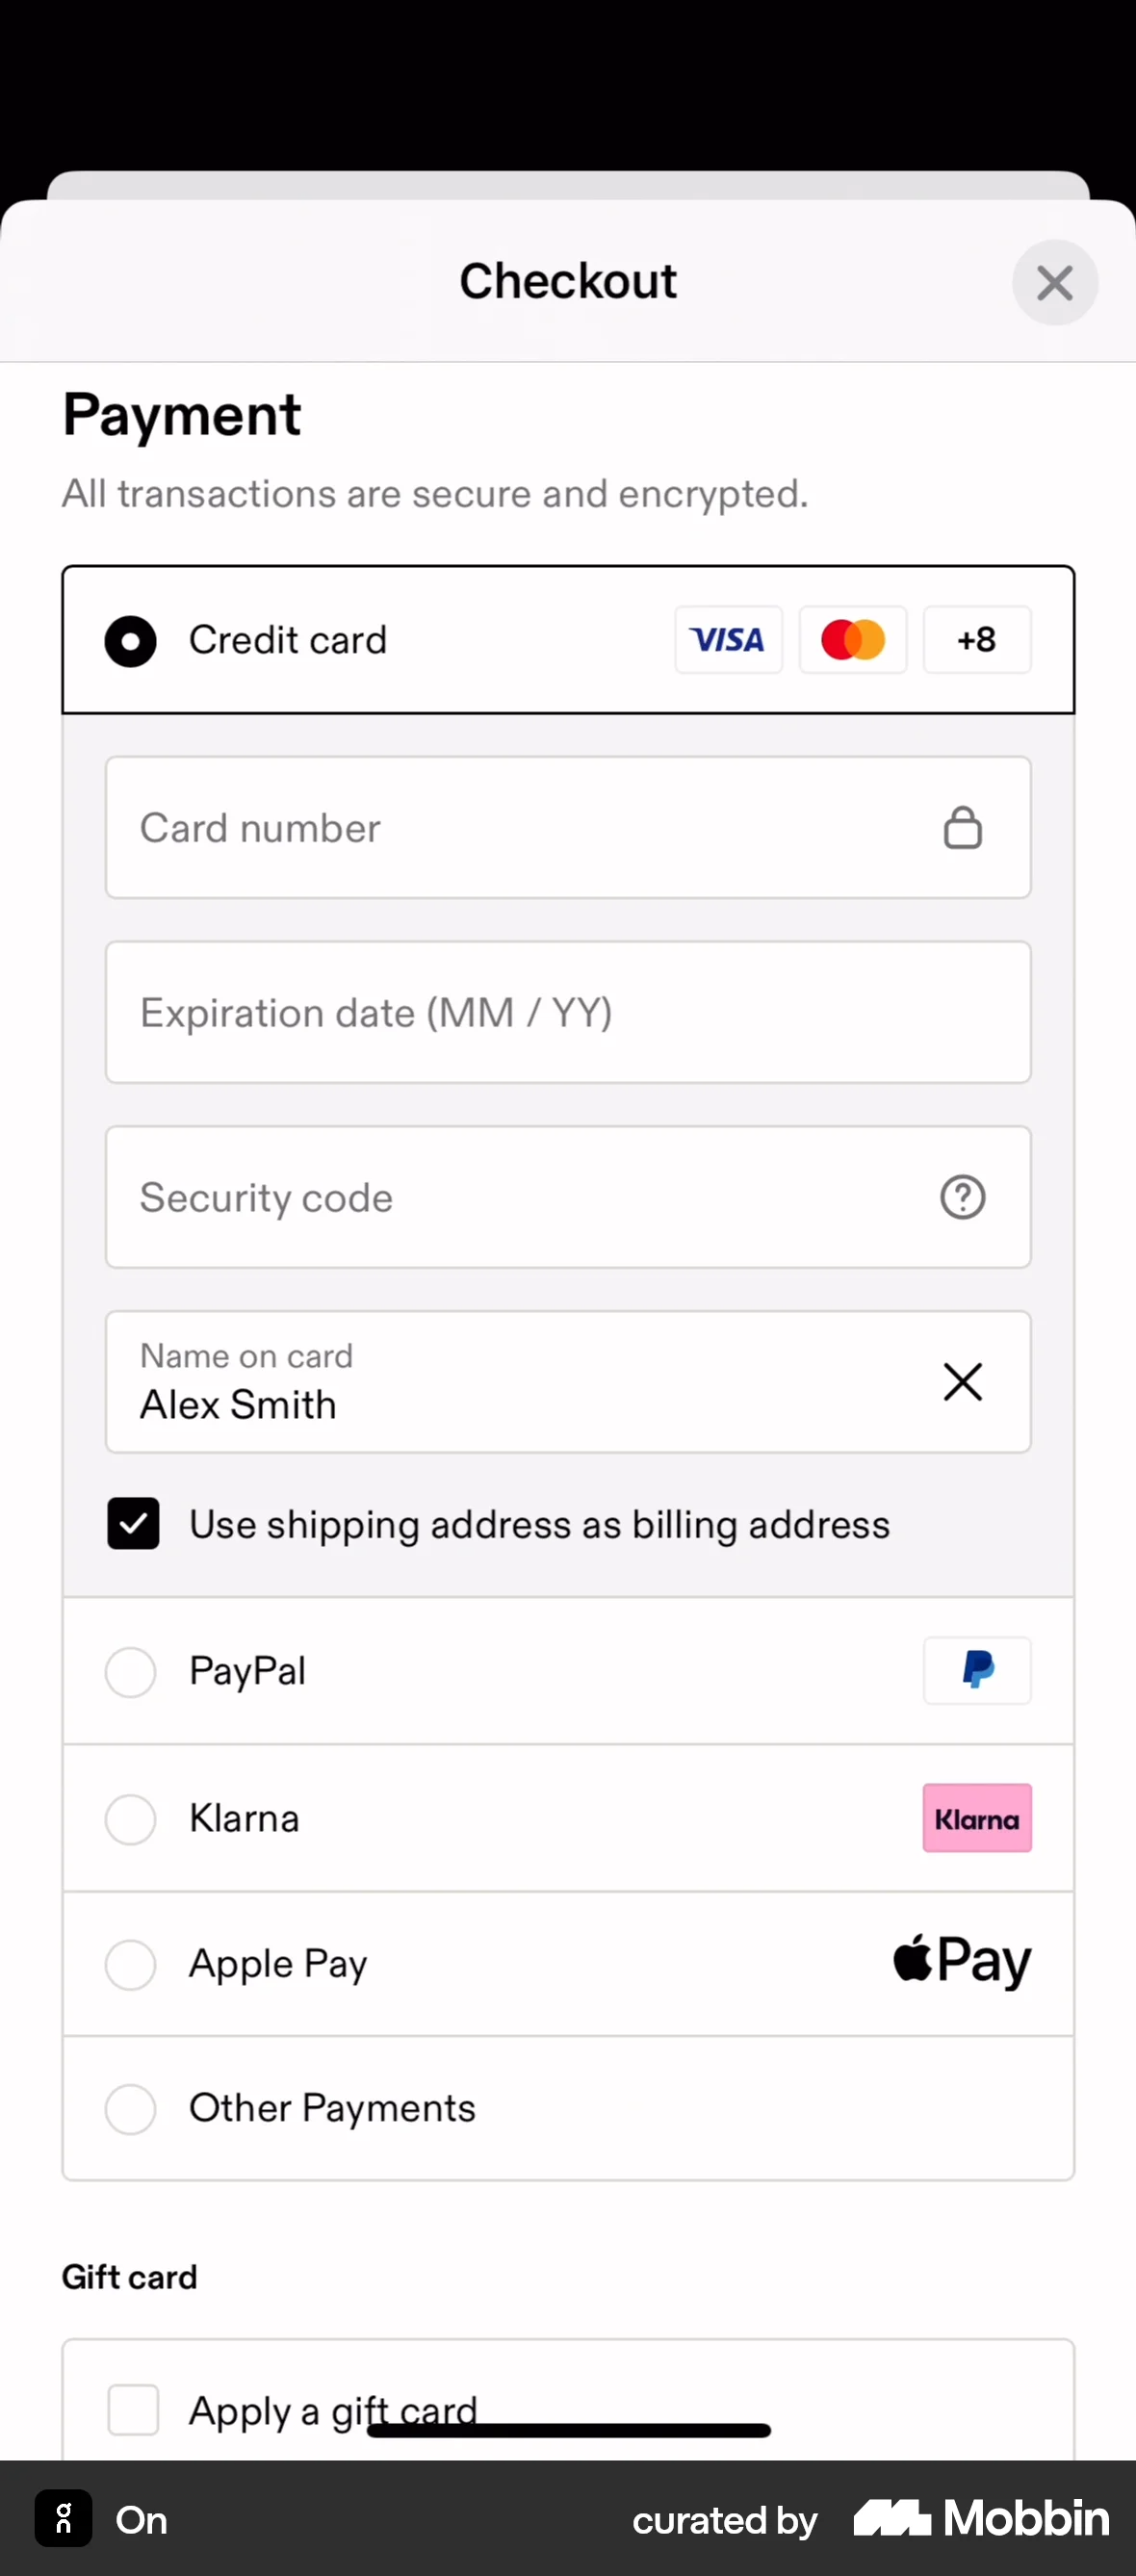 Checkout
Payment
All transactions are secure and encrypted.
Credit card VISA +8
Card number
Expiration date (MM / YY)
Security code
Name on card
Alex Smith
Use shipping address as billing address
PayPal
Klarna Klarna
Apple Pay Pay
Other Payments
Gift card
Apply a gift card
On curated by Mobbin